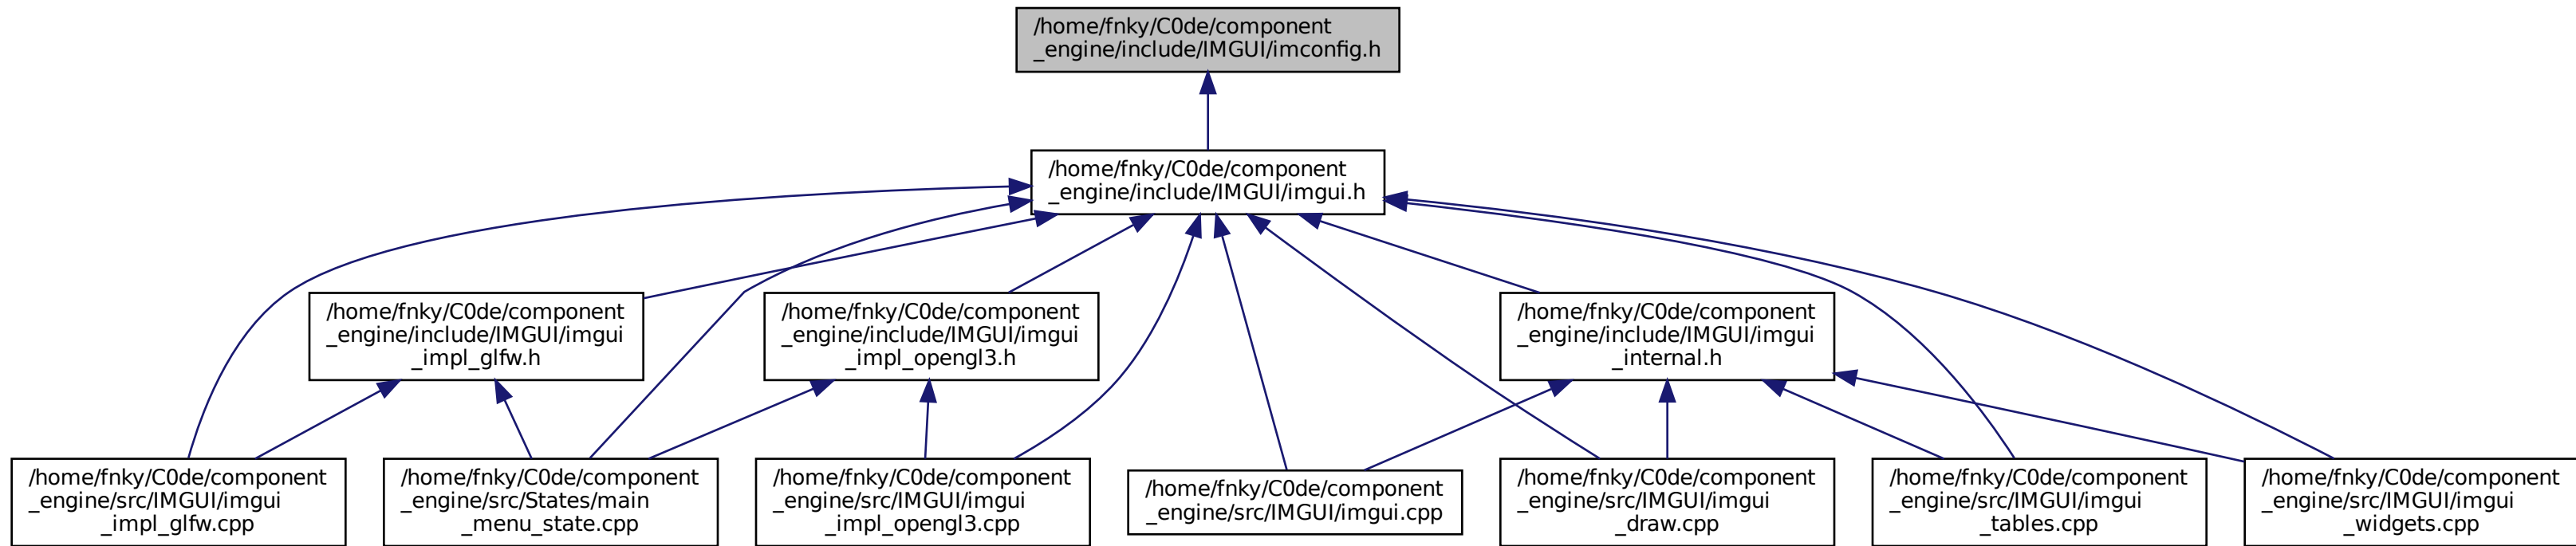 /home/fnky/C0de/component
_engine/include/IMGUI/imconfig.h
/home/fnky/C0de/component
_engine/include/IMGUI/imgui.h
/home/fnky/C0de/component
_engine/include/IMGUI/imgui
_impl_glfw.h
/home/fnky/C0de/component
_engine/include/IMGUI/imgui
_impl_opengl3.h
/home/fnky/C0de/component
_engine/include/IMGUI/imgui
_internal.h
/home/fnky/C0de/component
_engine/src/IMGUI/imgui
_impl_glfw.cpp
/home/fnky/C0de/component
_engine/src/States/main
_menu_state.cpp
/home/fnky/C0de/component
_engine/src/IMGUI/imgui
_impl_opengl3.cpp
/home/fnky/C0de/component
_engine/src/IMGUI/imgui.cpp
/home/fnky/C0de/component
_engine/src/IMGUI/imgui
_draw.cpp
/home/fnky/C0de/component
_engine/src/IMGUI/imgui
_tables.cpp
/home/fnky/C0de/component
_engine/src/IMGUI/imgui
_widgets.cpp